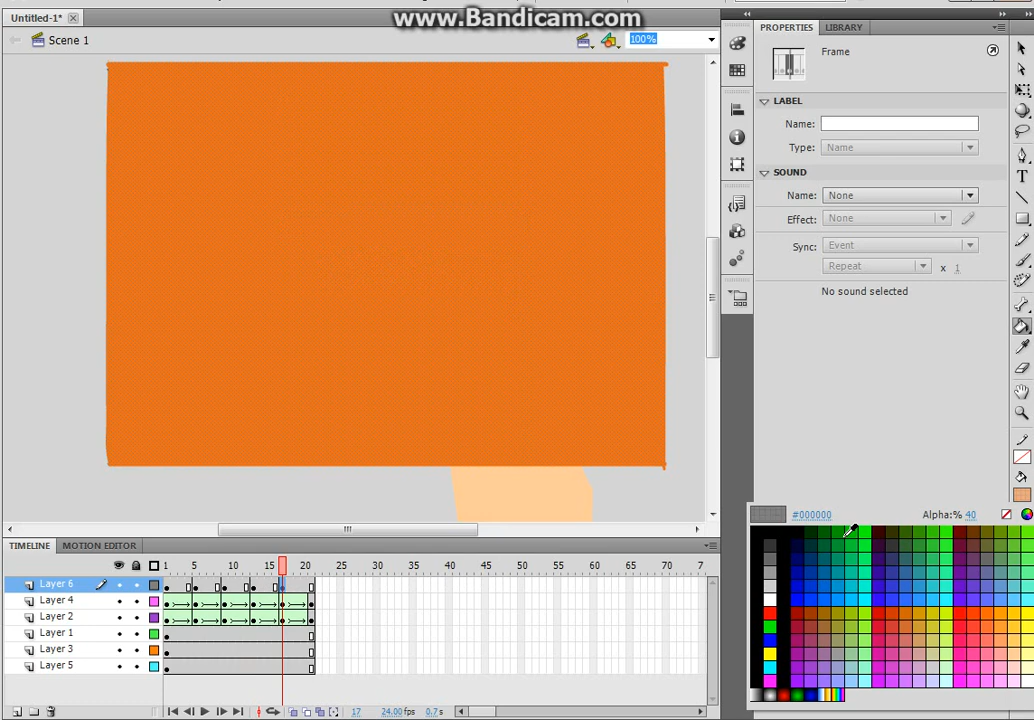 www.Bandicam.com
Untitled-1*
Scene 1
100%
PROPERTIES
LIBRARY
Frame
LABEL
Name:
Type: Name
SOUND
Name: None
Effect: None
Sync: Event
Repeat x 1
No sound selected
#000000
Alpha:% 40
TIMELINE
MOTION EDITOR
1 5 10 15 20 25 30 35 40 45 50 55 60 65 70 7
Layer 6
Layer 4
Layer 2
Layer 1
Layer 3
Layer 5
17 24.00fps 0.7s